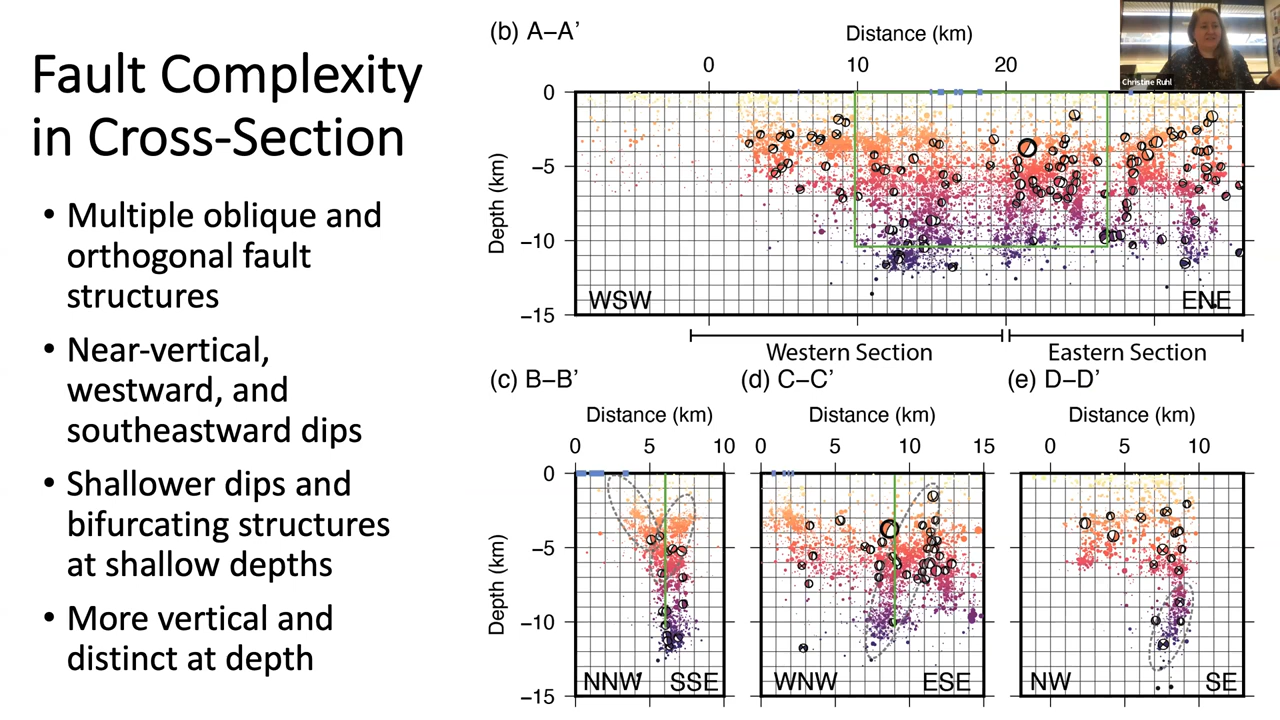 Fault Complexity
in Cross-Section
• Multiple oblique and
orthogonal fault
structures
• Near-vertical,
westward, and
southeastward dips
• Shallower dips and
bifurcating structures
at shallow depths
• More vertical and
distinct at depth
(b) A–A’
Distance (km)
0 10 20
0
−5
−10
−15
Depth (km)
WSW ENE
Western Section Eastern Section
(c) B–B’
Distance (km)
0 5 10
0
−5
−10
−15
Depth (km)
NNW SSE
(d) C–C’
Distance (km)
0 5 10 15
WNW ESE
(e) D–D’
Distance (km)
0 5 10
NW SE
Christine Ruhl